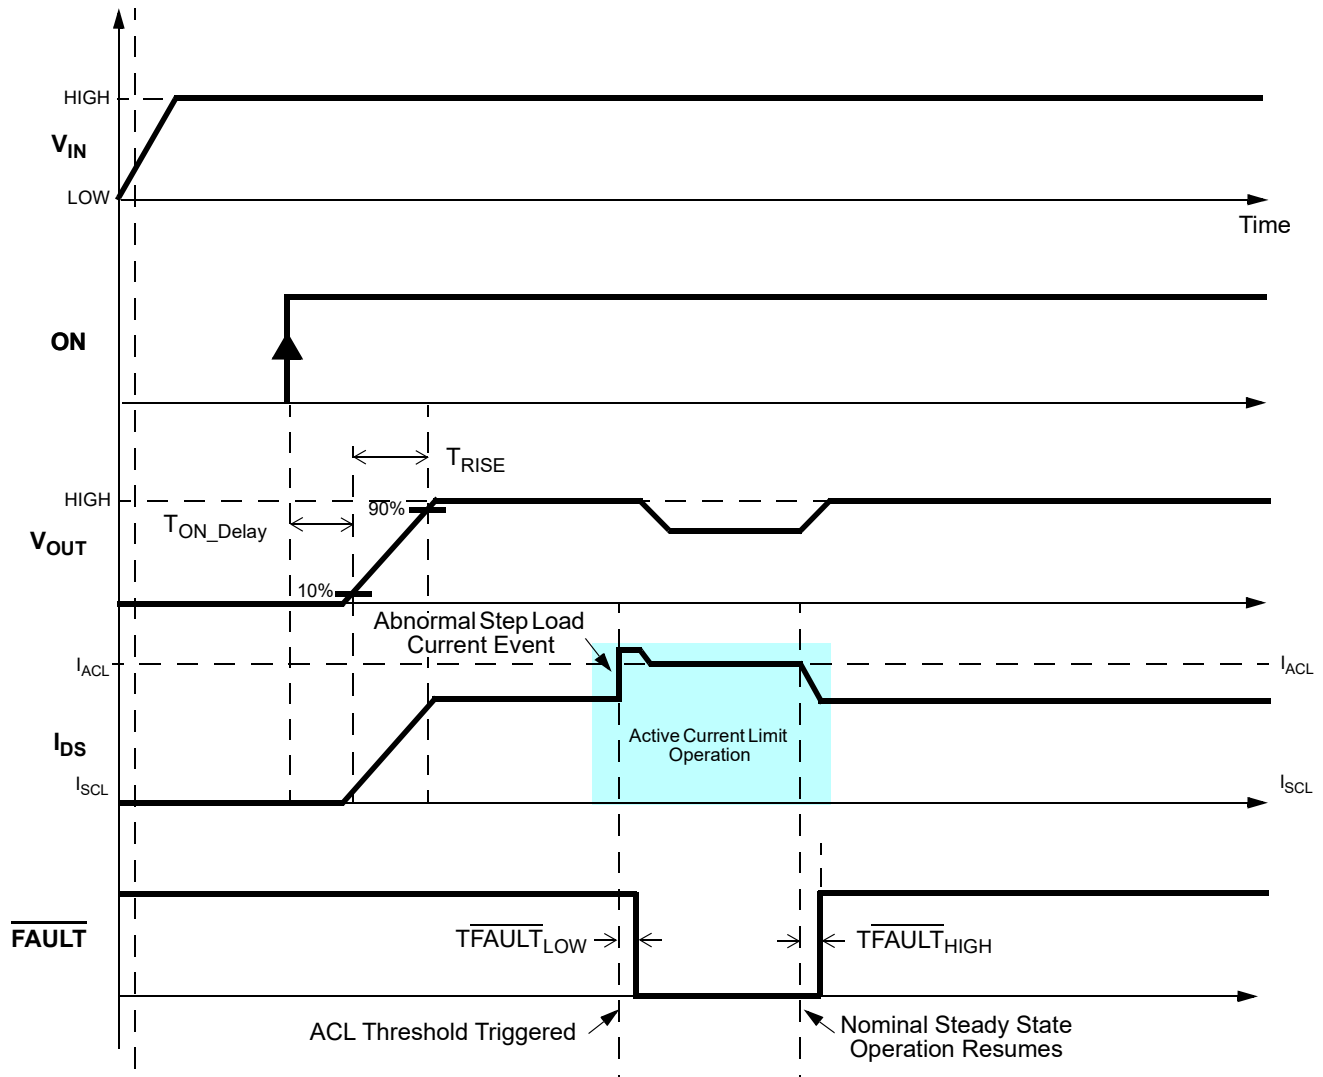 HIGH
VIN
LOW
Time
ON
TRISE
HIGH
90%
TON_Delay
VOUT
10%
Abnormal Step Load
Current Event
IACL
IACL
Active Current Limit
Operation
IDS
ISCL
ISCL
FAULT
TFAULTLOW
TFAULTHIGH
ACL Threshold Triggered
Nominal Steady State
Operation Resumes